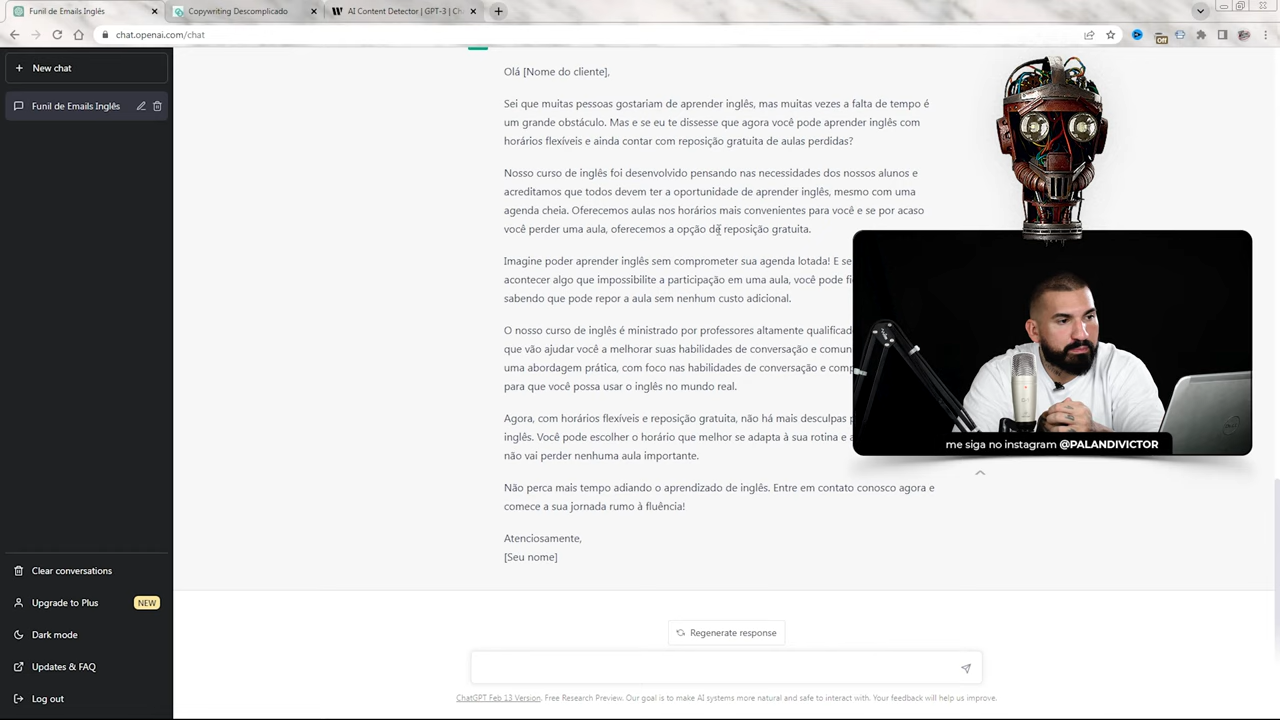 Funil de Emails Inglês
Copywriting Descomplicado
AI Content Detector | GPT-3 | Ch
chat.openai.com/chat
Off
New chat
Funil de Emails Inglês
Olá [Nome do cliente],
Sei que muitas pessoas gostariam de aprender inglês, mas muitas vezes a falta de tempo é
um grande obstáculo. Mas e se eu te dissesse que agora você pode aprender inglês com
horários flexíveis e ainda contar com reposição gratuita de aulas perdidas?
Nosso curso de inglês foi desenvolvido pensando nas necessidades dos nossos alunos e
acreditamos que todos devem ter a oportunidade de aprender inglês, mesmo com uma
agenda cheia. Oferecemos aulas nos horários mais convenientes para você e se por acaso
você perder uma aula, oferecemos a opção de reposição gratuita.
Imagine poder aprender inglês sem comprometer sua agenda lotada! E se
acontecer algo que impossibilite a participação em uma aula, você pode fi
sabendo que pode repor a aula sem nenhum custo adicional.
O nosso curso de inglês é ministrado por professores altamente qualificad
que vão ajudar você a melhorar suas habilidades de conversação e comun
uma abordagem prática, com foco nas habilidades de conversação e comp
para que você possa usar o inglês no mundo real.
Agora, com horários flexíveis e reposição gratuita, não há mais desculpas p
inglês. Você pode escolher o horário que melhor se adapta à sua rotina e a
não vai perder nenhuma aula importante.
Não perca mais tempo adiando o aprendizado de inglês. Entre em contato conosco agora e
comece a sua jornada rumo à fluência!
Atenciosamente,
[Seu nome]
me siga no instagram @PALANDIVICTOR
Clear conversations
Upgrade to Plus NEW
Dark mode
Updates & FAQ
Log out
Regenerate response
ChatGPT Feb 13 Version. Free Research Preview. Our goal is to make AI systems more natural and safe to interact with. Your feedback will help us improve.